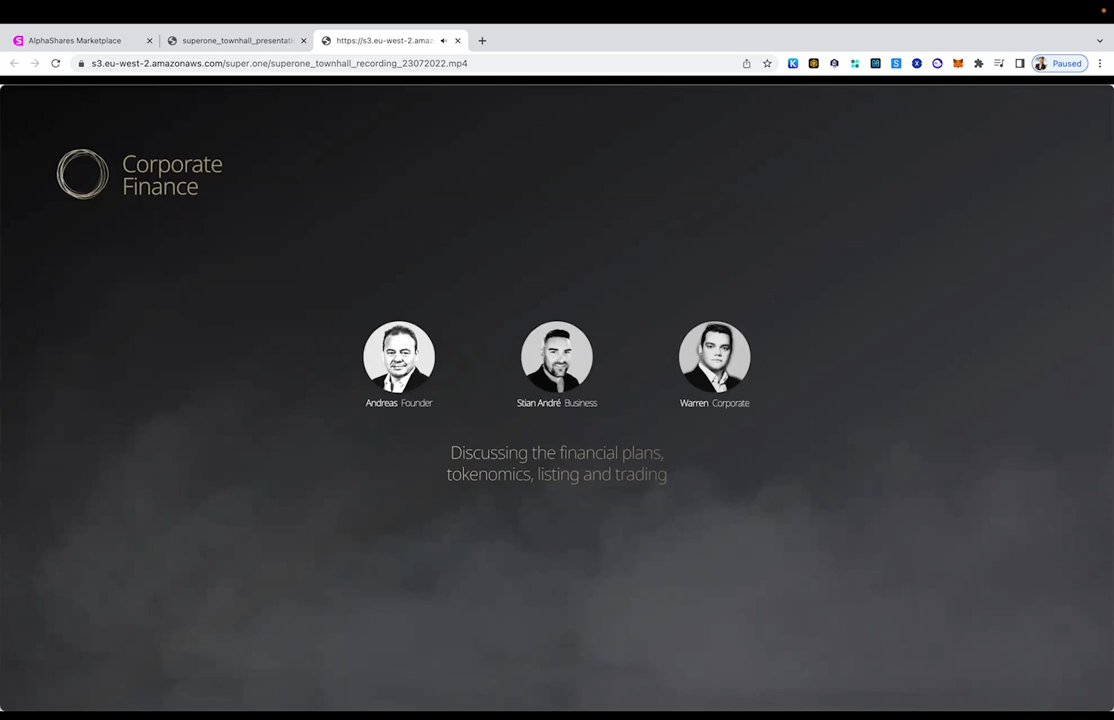 AlphaShares Marketplace
superone_townhall_presentati
https://s3.eu-west-2.amaz
s3.eu-west-2.amazonaws.com/super.one/superone_townhall_recording_23072022.mp4
Paused
Corporate
Finance
Andreas Founder
Stian André Business
Warren Corporate
Discussing the financial plans,
tokenomics, listing and trading